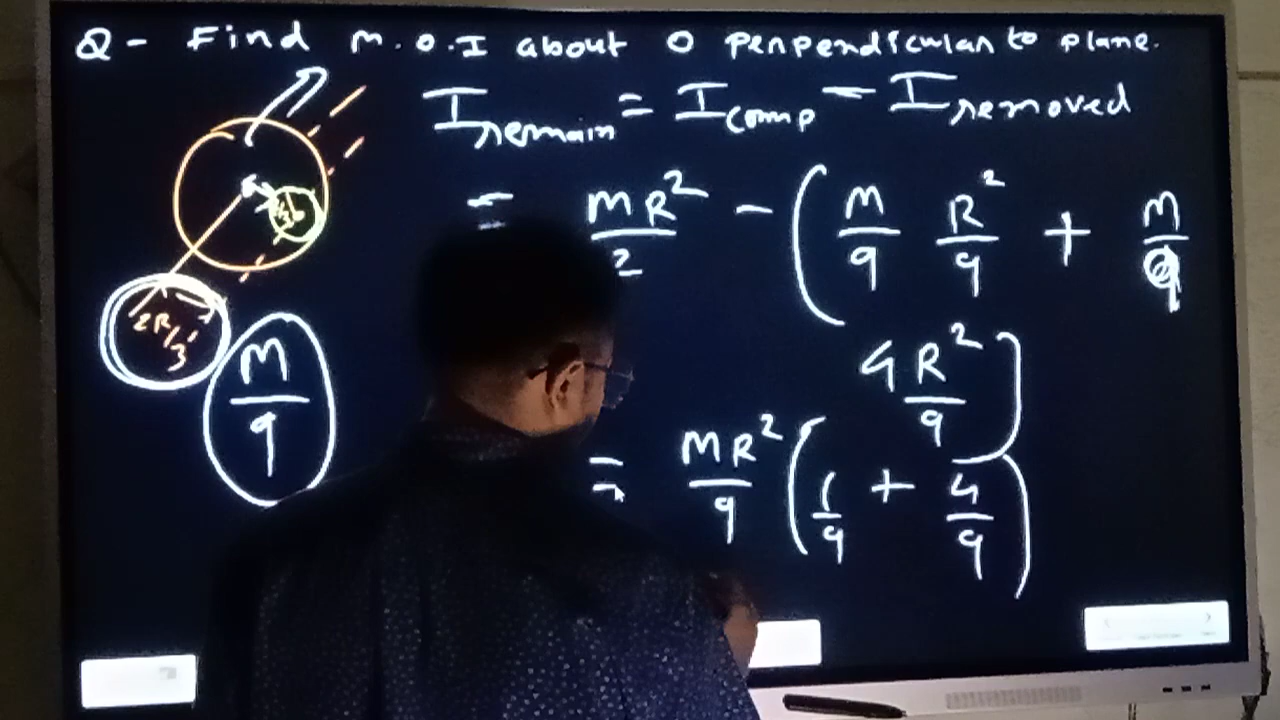 Q - Find M.O.I about O perpendicular to plane.
I remain = I comp - I removed
= MR²/2 - ( M/9 R²/9 + M/9
4R²/9 )
= MR²/9 ( 1/9 + 4/9 )
2R/3
M/9